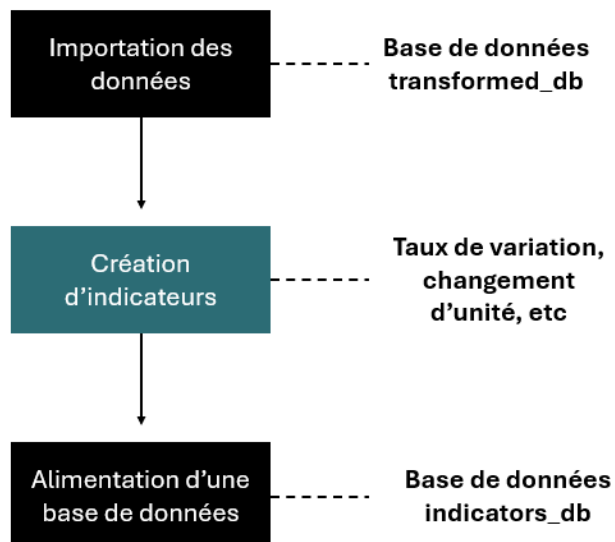 Importation des
données
Base de données
transformed_db
Création
d’indicateurs
Taux de variation,
changement
d’unité, etc
Alimentation d’une
base de données
Base de données
indicators_db